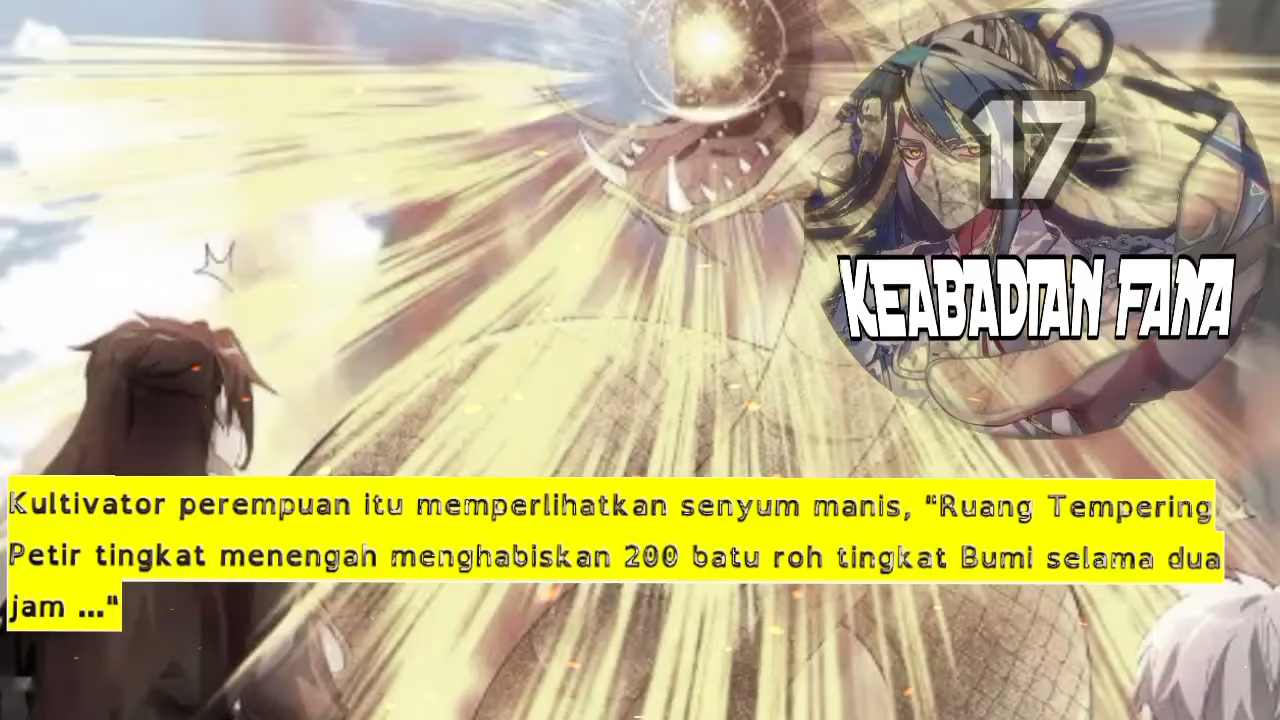 17
KEABADIAN FANA
Kultivator perempuan itu memperlihatkan senyum manis, "Ruang Tempering
Petir tingkat menengah menghabiskan 200 batu roh tingkat Bumi selama dua
jam ..."